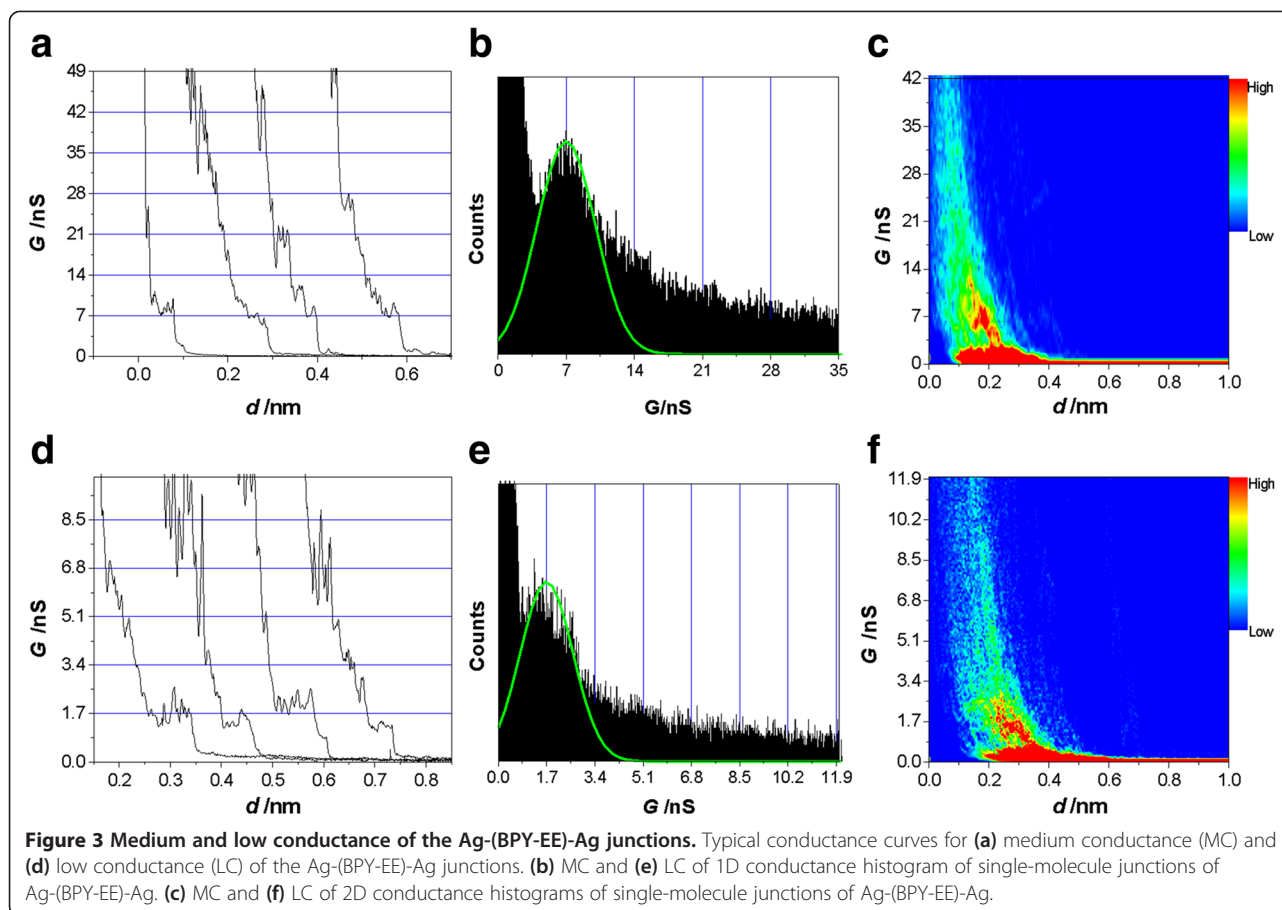 a
49
42
35
28
21
14
7
0
G /nS
0.0 0.2 0.4 0.6
d /nm
b
Counts
0 7 14 21 28 35
G/nS
c
42
35
28
21
14
7
0
G /nS
0.0 0.2 0.4 0.6 0.8 1.0
d /nm
High
Low
d
8.5
6.8
5.1
3.4
1.7
0.0
G /nS
0.2 0.3 0.4 0.5 0.6 0.7 0.8
d /nm
e
Counts
0.0 1.7 3.4 5.1 6.8 8.5 10.2 11.9
G /nS
f
11.9
10.2
8.5
6.8
5.1
3.4
1.7
0.0
G /nS
0.0 0.2 0.4 0.6 0.8 1.0
d /nm
High
Low
Figure 3 Medium and low conductance of the Ag-(BPY-EE)-Ag junctions. Typical conductance curves for (a) medium conductance (MC) and
(d) low conductance (LC) of the Ag-(BPY-EE)-Ag junctions. (b) MC and (e) LC of 1D conductance histogram of single-molecule junctions of
Ag-(BPY-EE)-Ag. (c) MC and (f) LC of 2D conductance histograms of single-molecule junctions of Ag-(BPY-EE)-Ag.